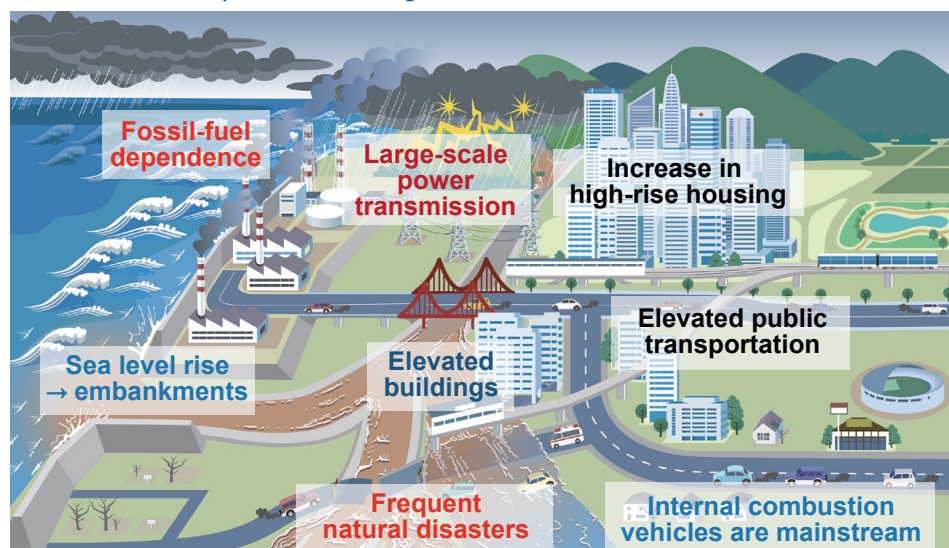 Fossil-fuel
dependence
Large-scale
power
transmission
Increase in
high-rise housing
Elevated public
transportation
Sea level rise
→ embankments
Elevated
buildings
Frequent
natural disasters
Internal combustion
vehicles are mainstream